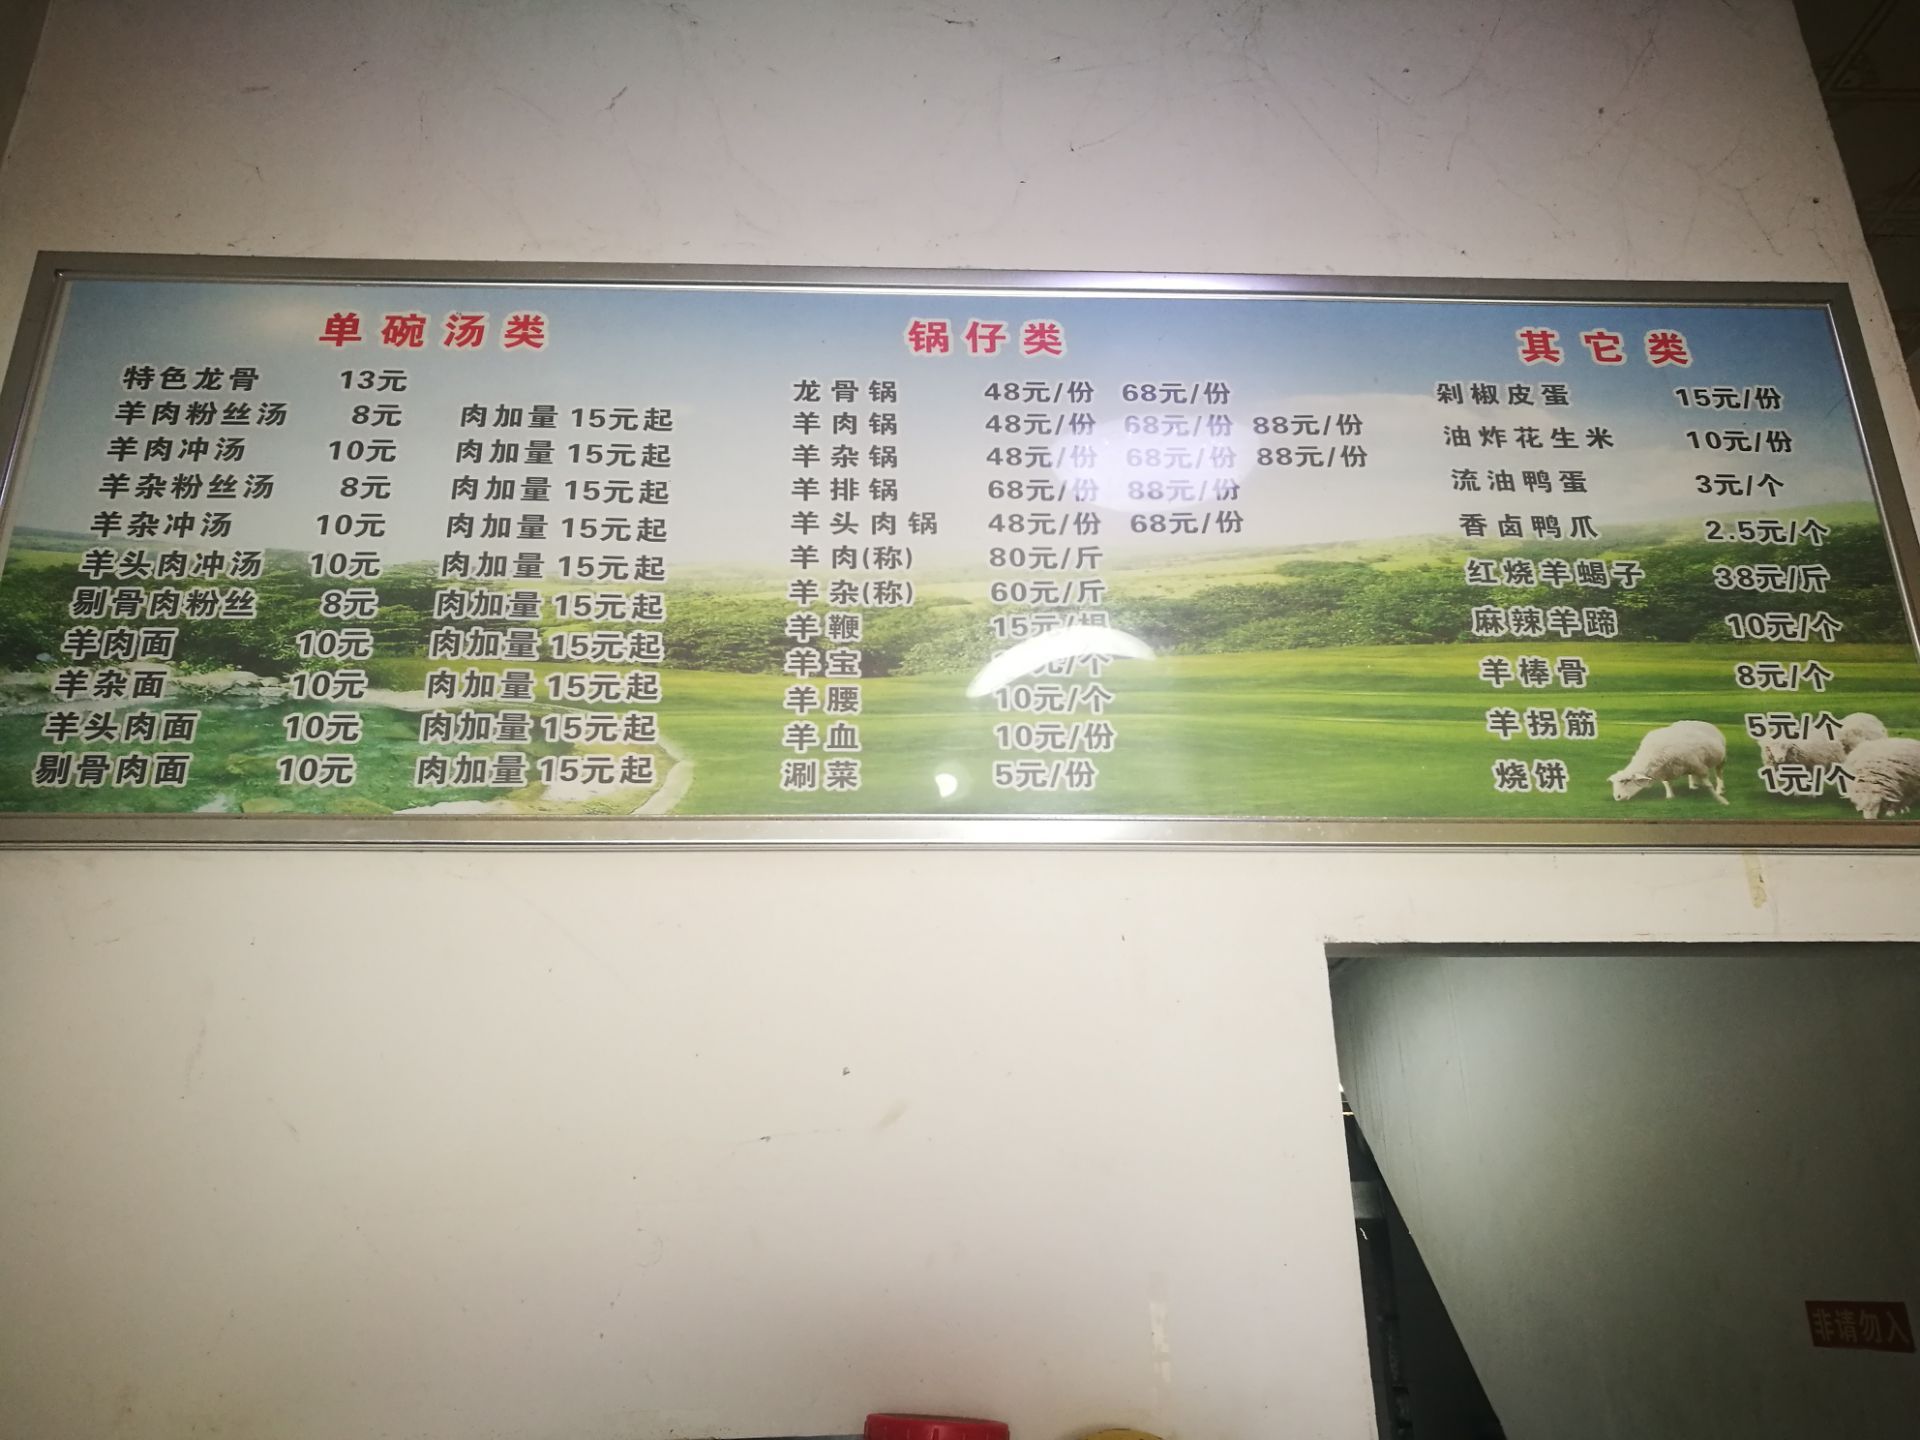 单碗汤类
特色龙骨 13元
羊肉粉丝汤 8元 肉加量 15元起
羊肉冲汤 10元 肉加量 15元起
羊杂粉丝汤 8元 肉加量 15元起
羊杂冲汤 10元 肉加量 15元起
羊头肉冲汤 10元 肉加量 15元起
剔骨肉粉丝 8元 肉加量 15元起
羊肉面 10元 肉加量 15元起
羊杂面 10元 肉加量 15元起
羊头肉面 10元 肉加量 15元起
剔骨肉面 10元 肉加量 15元起
锅仔类
龙骨锅 48元/份 68元/份
羊肉锅 48元/份 68元/份 88元/份
羊杂锅 48元/份 68元/份 88元/份
羊排锅 68元/份 88元/份
羊头肉锅 48元/份 68元/份
羊肉(称) 80元/斤
羊杂(称) 60元/斤
羊鞭 15元/根
羊宝 元/个
羊腰 10元/个
羊血 10元/份
涮菜 5元/份
其它类
剁椒皮蛋 15元/份
油炸花生米 10元/份
流油鸭蛋 3元/个
香卤鸭爪 2.5元/个
红烧羊蝎子 38元/斤
麻辣羊蹄 10元/个
羊棒骨 8元/个
羊拐筋 5元/个
烧饼 1元/个
非请勿入